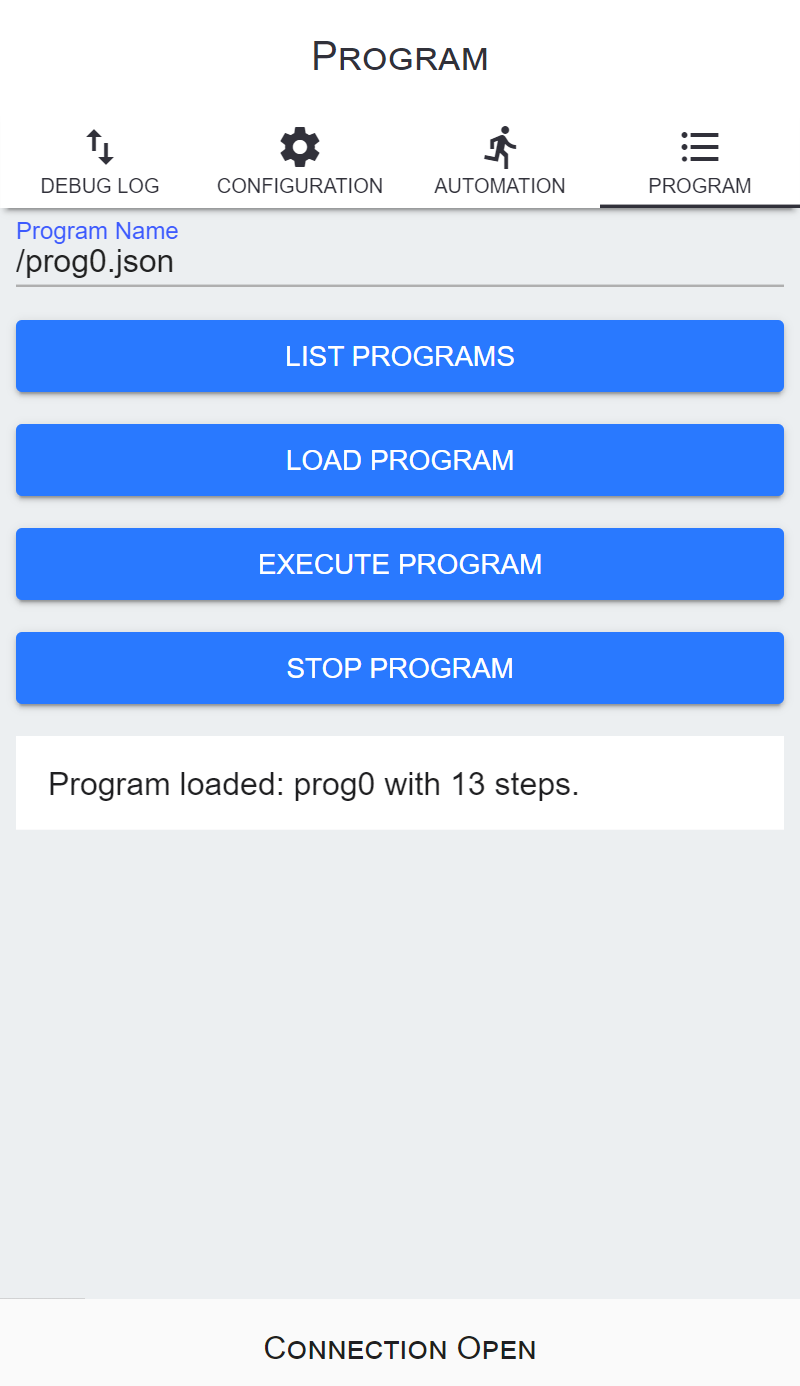 Program
DEBUG LOG CONFIGURATION AUTOMATION PROGRAM
Program Name
/prog0.json
LIST PROGRAMS
LOAD PROGRAM
EXECUTE PROGRAM
STOP PROGRAM
Program loaded: prog0 with 13 steps.
Connection Open